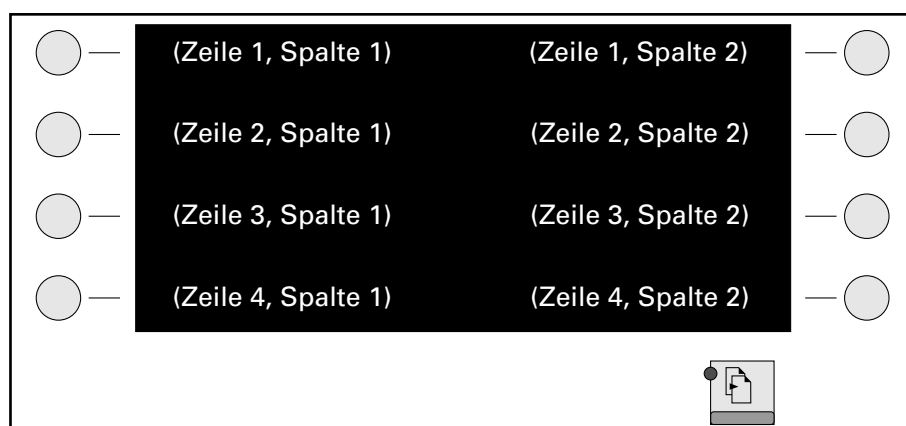 (Zeile 1, Spalte 1) (Zeile 1, Spalte 2)
(Zeile 2, Spalte 1) (Zeile 2, Spalte 2)
(Zeile 3, Spalte 1) (Zeile 3, Spalte 2)
(Zeile 4, Spalte 1) (Zeile 4, Spalte 2)